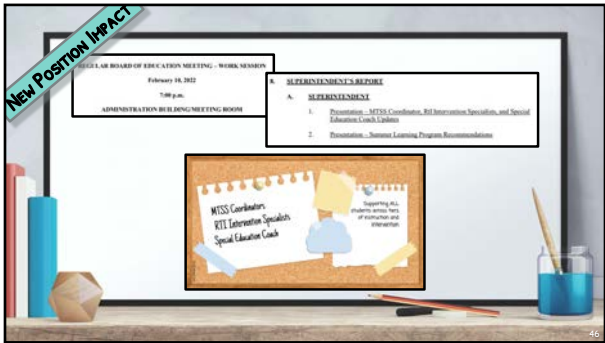 NEW POSITION IMPACT
REGULAR BOARD OF EDUCATION MEETING – WORK SESSION
February 10, 2022
7:00 p.m.
ADMINISTRATION BUILDING/MEETING ROOM
8. SUPERINTENDENT'S REPORT
A. SUPERINTENDENT
1. Presentation – MTSS Coordinator, RtI Intervention Specialists, and Special
Education Coach Updates
2. Presentation – Summer Learning Program Recommendations
MTSS Coordinators
RTI Intervention Specialists
Special Education Coach
Supporting ALL
students across tiers
of instruction and
intervention
46